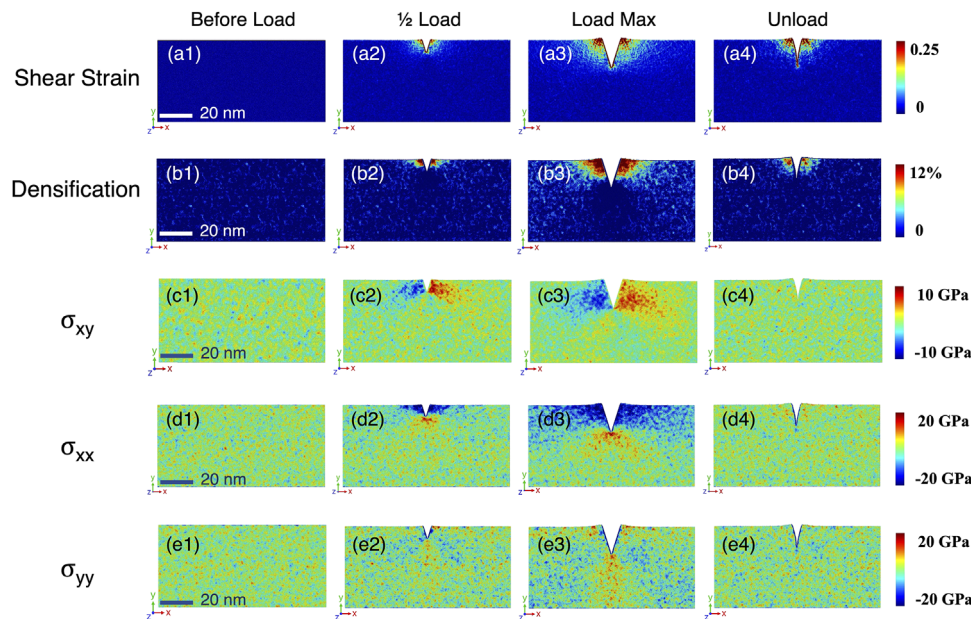 Before Load ½ Load Load Max Unload
Shear Strain (a1) (a2) (a3) (a4) 0.25
20 nm 0
y z x y z x y z x y z x
Densification (b1) (b2) (b3) (b4) 12%
20 nm 0
y z x y z x y z x y z x
σxy (c1) (c2) (c3) (c4) 10 GPa
20 nm -10 GPa
y z x y z x y z x y z x
σxx (d1) (d2) (d3) (d4) 20 GPa
20 nm -20 GPa
y z x y z x y z x y z x
σyy (e1) (e2) (e3) (e4) 20 GPa
20 nm -20 GPa
y z x y z x y z x y z x